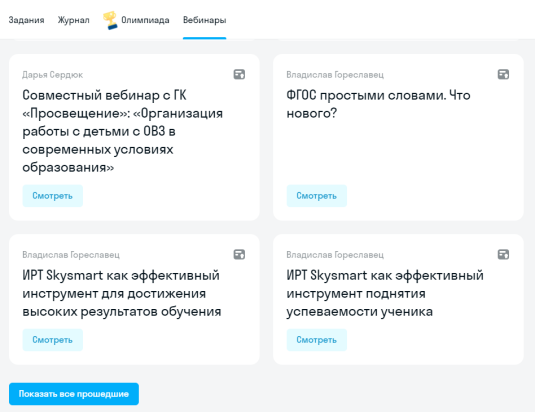 Задания Журнал Олимпиада Вебинары
Дарья Сердюк
Совместный вебинар с ГК
«Просвещение»: «Организация
работы с детьми с ОВЗ в
современных условиях
образования»
Смотреть
Владислав Гореславец
ФГОС простыми словами. Что
нового?
Смотреть
Владислав Гореславец
ИРТ Skysmart как эффективный
инструмент для достижения
высоких результатов обучения
Смотреть
Владислав Гореславец
ИРТ Skysmart как эффективный
инструмент поднятия
успеваемости ученика
Смотреть
Показать все прошедшие